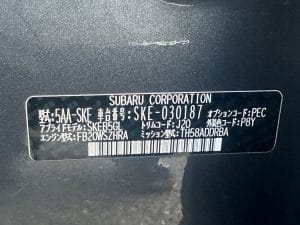 SUBARU CORPORATION
型式:5AA-SKE 車台番号:SKE-030187 オプションコード:PEC
アプライドモデル:SKEB5GL トリムコード:J20 外装色コード:P8Y
エンジン型式:FB20WSZHRA ミッション型式:TH58ADDRBA